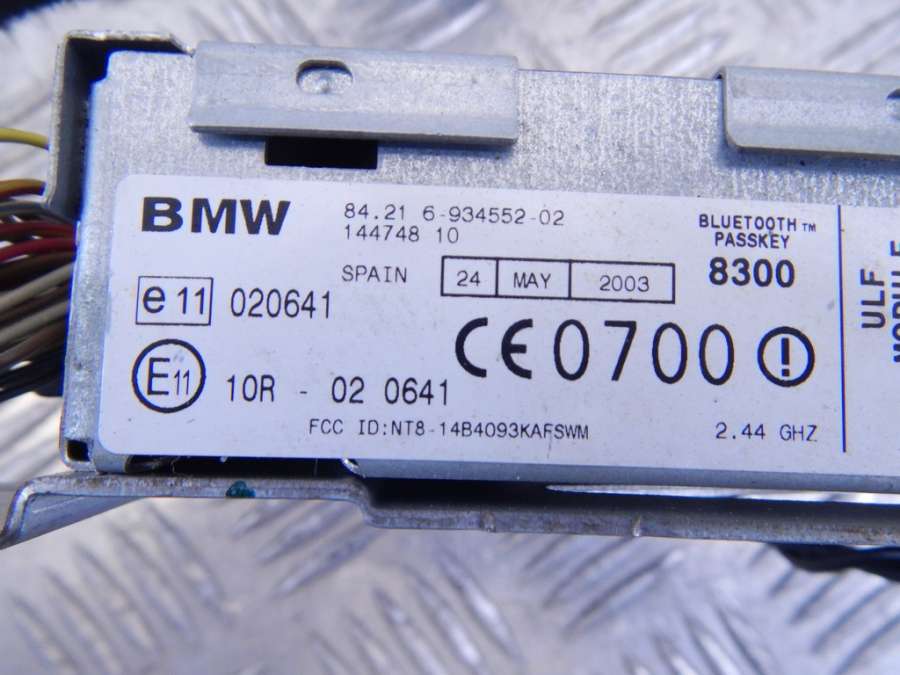 BMW
84.21 6-934552-02
144748 10
SPAIN 24 MAY 2003
BLUETOOTH™
PASSKEY
8300
e 11 020641
CE 0700 !
E11 10R - 02 0641
FCC ID:NT8-14B4093KAFSWM
2.44 GHZ
ULF